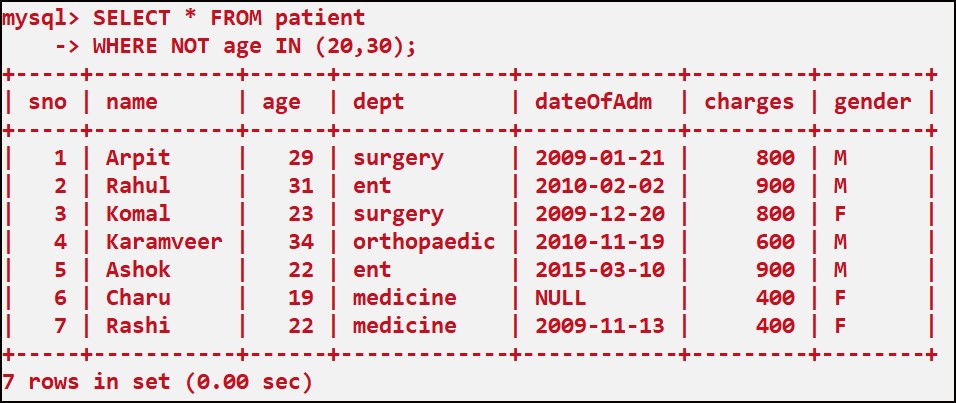 mysql> SELECT * FROM patient
    -> WHERE NOT age IN (20,30);
+-----+-----------+------+-------------+------------+---------+--------+
| sno | name      | age  | dept        | dateOfAdm  | charges | gender |
+-----+-----------+------+-------------+------------+---------+--------+
|   1 | Arpit     |   29 | surgery     | 2009-01-21 |     800 | M      |
|   2 | Rahul     |   31 | ent         | 2010-02-02 |     900 | M      |
|   3 | Komal     |   23 | surgery     | 2009-12-20 |     800 | F      |
|   4 | Karamveer |   34 | orthopaedic | 2010-11-19 |     600 | M      |
|   5 | Ashok     |   22 | ent         | 2015-03-10 |     900 | M      |
|   6 | Charu     |   19 | medicine    | NULL       |     400 | F      |
|   7 | Rashi     |   22 | medicine    | 2009-11-13 |     400 | F      |
+-----+-----------+------+-------------+------------+---------+--------+
7 rows in set (0.00 sec)